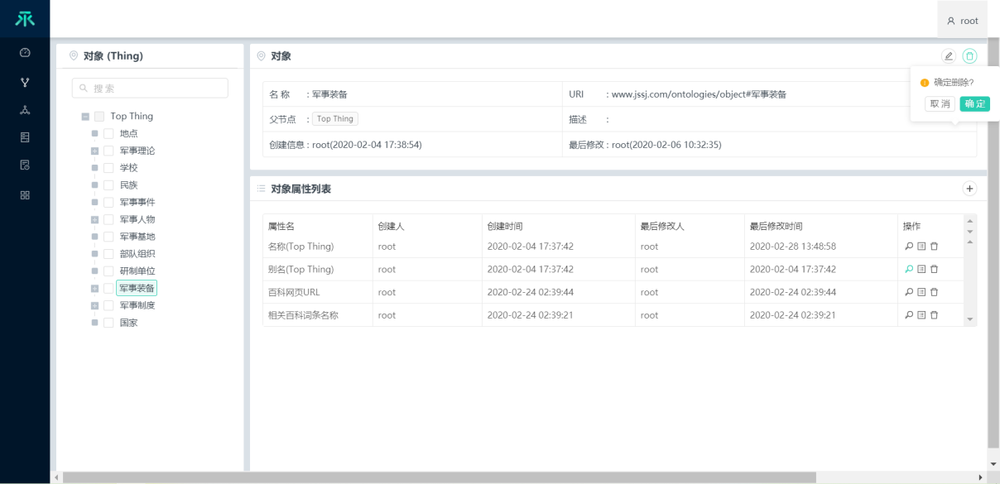 root
对象 (Thing)
搜索
Top Thing
地点
军事理论
学校
民族
军事事件
军事人物
军事基地
部队组织
研制单位
军事装备
军事制度
国家
对象
确定删除?
取 消 确 定
名 称 : 军事装备 URI : www.jssj.com/ontologies/object#军事装备
父节点 : Top Thing 描述 :
创建信息 : root(2020-02-04 17:38:54) 最后修改 : root(2020-02-06 10:32:35)
对象属性列表
属性名 创建人 创建时间 最后修改人 最后修改时间 操作
名称(Top Thing) root 2020-02-04 17:37:42 root 2020-02-28 13:48:58
别名(Top Thing) root 2020-02-04 17:37:42 root 2020-02-04 17:37:42
百科网页URL root 2020-02-24 02:39:44 root 2020-02-24 02:39:44
相关百科词条名称 root 2020-02-24 02:39:21 root 2020-02-24 02:39:21